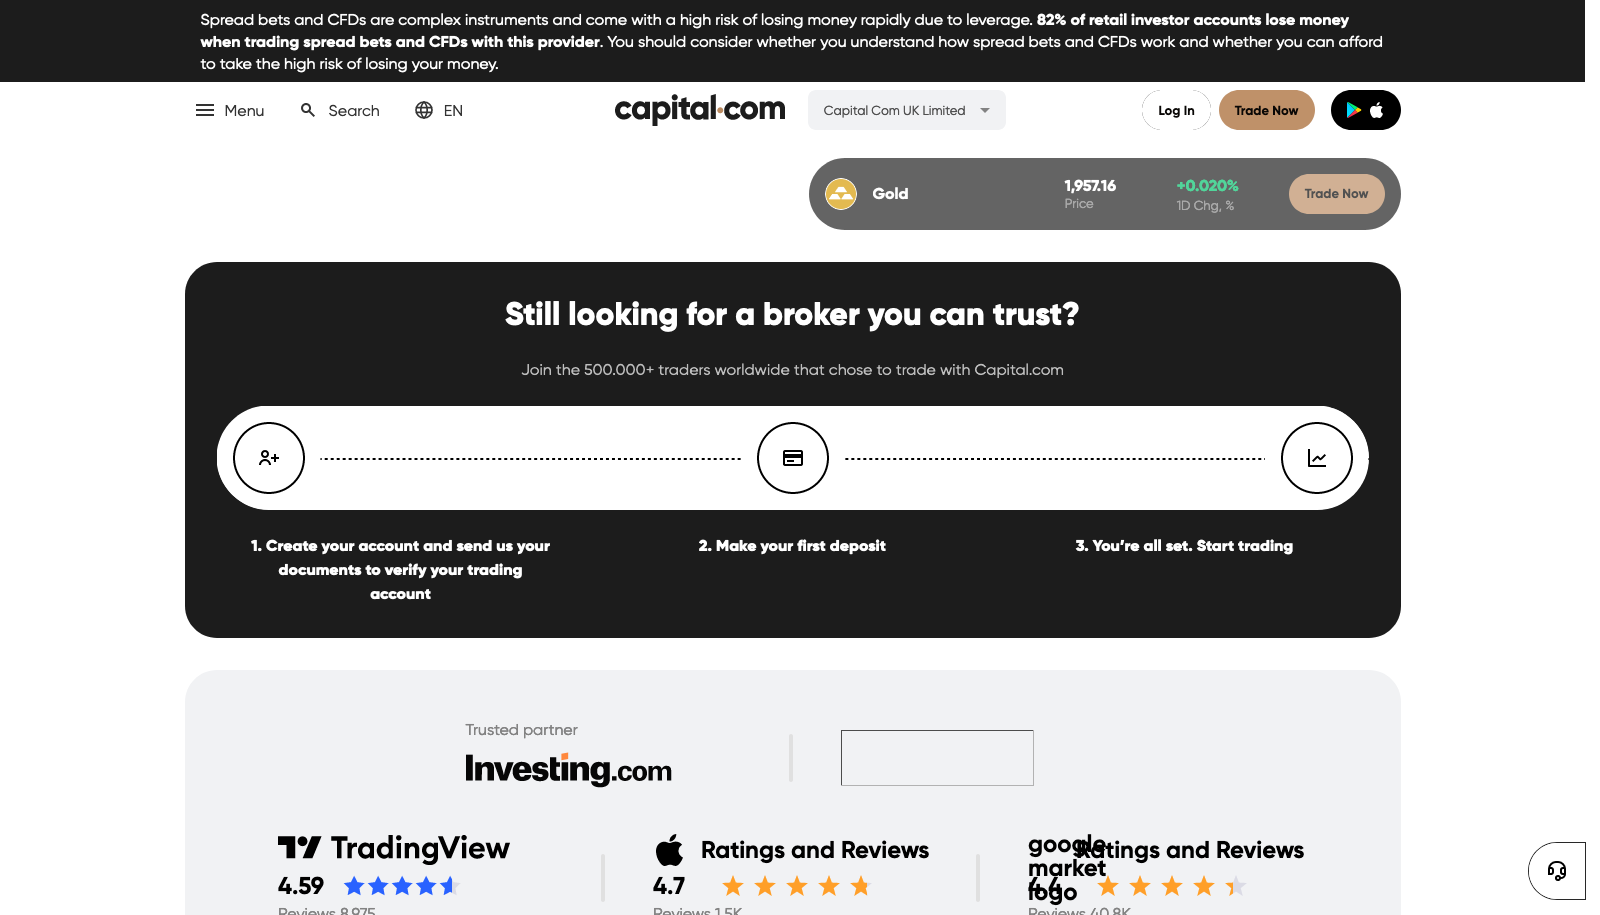 Spread bets and CFDs are complex instruments and come with a high risk of losing money rapidly due to leverage. 82% of retail investor accounts lose money
when trading spread bets and CFDs with this provider. You should consider whether you understand how spread bets and CFDs work and whether you can afford
to take the high risk of losing your money.
Menu Search EN capital.com Capital Com UK Limited Log In Trade Now
Gold 1,957.16 +0.020% Trade Now
Price 1D Chg, %
Still looking for a broker you can trust?
Join the 500.000+ traders worldwide that chose to trade with Capital.com
1. Create your account and send us your
documents to verify your trading
account
2. Make your first deposit
3. You’re all set. Start trading
Trusted partner
Investing.com
TradingView
4.59
Reviews 8,975
Ratings and Reviews
4.7
Reviews 1.5K
google
market
logo
Ratings and Reviews
4.4
Reviews 40.8K